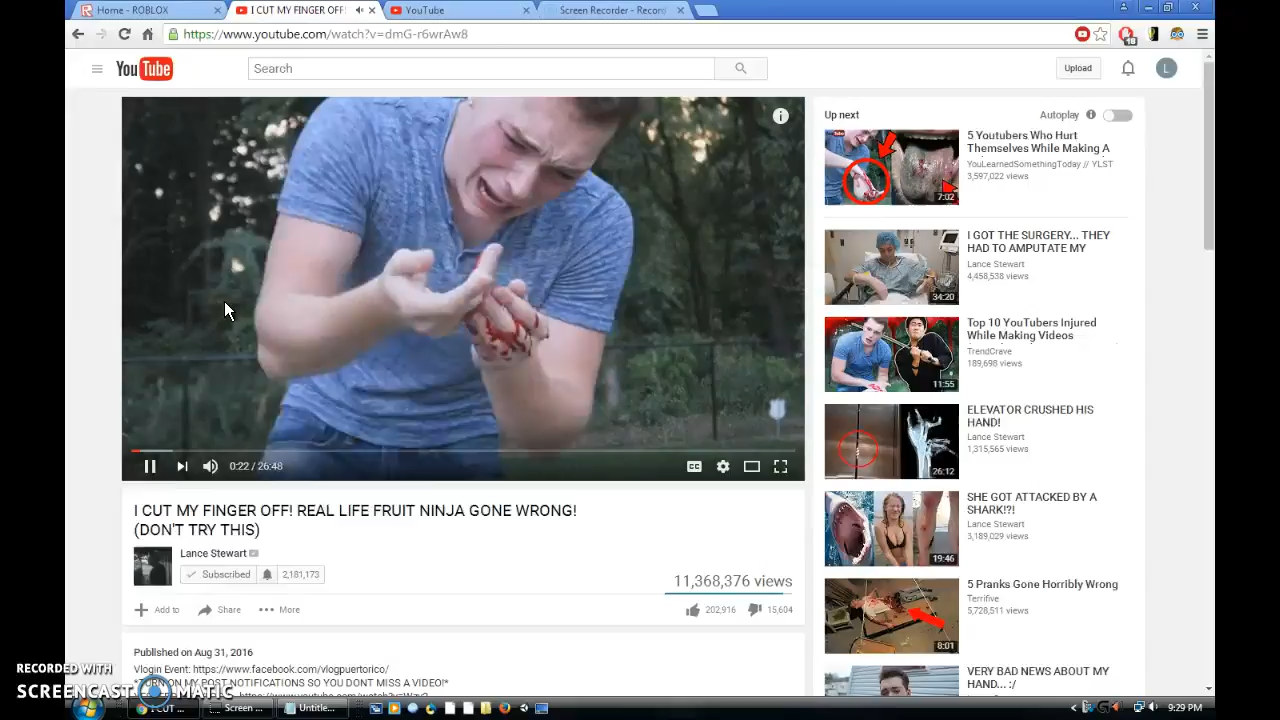 Home - ROBLOX
I CUT MY FINGER OFF!
YouTube
Screen Recorder - Record
https://www.youtube.com/watch?v=dmG-r6wrAw8
18
YouTube
Search
Upload
L
Up next
Autoplay
5 Youtubers Who Hurt
Themselves While Making A
YouLearnedSomethingToday // YLST
3,597,022 views
7:02
I GOT THE SURGERY... THEY
HAD TO AMPUTATE MY
Lance Stewart
4,458,538 views
34:20
Top 10 YouTubers Injured
While Making Videos
TrendCrave
189,698 views
11:55
ELEVATOR CRUSHED HIS
HAND!
Lance Stewart
1,315,565 views
26:12
SHE GOT ATTACKED BY A
SHARK!?!
Lance Stewart
3,189,029 views
19:46
5 Pranks Gone Horribly Wrong
Terrifive
5,728,511 views
8:01
VERY BAD NEWS ABOUT MY
HAND... :/
0:22 / 26:48
CC
I CUT MY FINGER OFF! REAL LIFE FRUIT NINJA GONE WRONG!
(DON'T TRY THIS)
Lance Stewart
Subscribed 2,181,173
11,368,376 views
Add to Share More
202,916 15,604
Published on Aug 31, 2016
Vlogin Event: https://www.facebook.com/vlogpuertorico/
ON MY POST NOTIFICATIONS SO YOU DONT MISS A VIDEO!*
RECORDED WITH
SCREENCAST MATIC
I CUT ...
Screen ...
Untitle...
9:29 PM